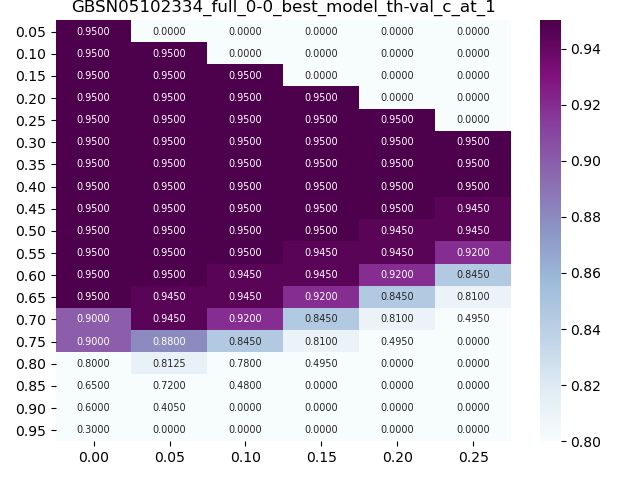 GBSN05102334_full_0-0_best_model_th-val_c_at_1
0.05 0.9500 0.0000 0.0000 0.0000 0.0000 0.0000
0.10 0.9500 0.9500 0.0000 0.0000 0.0000 0.0000
0.15 0.9500 0.9500 0.9500 0.0000 0.0000 0.0000
0.20 0.9500 0.9500 0.9500 0.9500 0.0000 0.0000
0.25 0.9500 0.9500 0.9500 0.9500 0.9500 0.0000
0.30 0.9500 0.9500 0.9500 0.9500 0.9500 0.9500
0.35 0.9500 0.9500 0.9500 0.9500 0.9500 0.9500
0.40 0.9500 0.9500 0.9500 0.9500 0.9500 0.9500
0.45 0.9500 0.9500 0.9500 0.9500 0.9500 0.9450
0.50 0.9500 0.9500 0.9500 0.9500 0.9450 0.9450
0.55 0.9500 0.9500 0.9500 0.9450 0.9450 0.9200
0.60 0.9500 0.9500 0.9450 0.9450 0.9200 0.8450
0.65 0.9500 0.9450 0.9450 0.9200 0.8450 0.8100
0.70 0.9000 0.9450 0.9200 0.8450 0.8100 0.4950
0.75 0.9000 0.8800 0.8450 0.8100 0.4950 0.0000
0.80 0.8000 0.8125 0.7800 0.4950 0.0000 0.0000
0.85 0.6500 0.7200 0.4800 0.0000 0.0000 0.0000
0.90 0.6000 0.4050 0.0000 0.0000 0.0000 0.0000
0.95 0.3000 0.0000 0.0000 0.0000 0.0000 0.0000
0.00 0.05 0.10 0.15 0.20 0.25
0.94
0.92
0.90
0.88
0.86
0.84
0.82
0.80